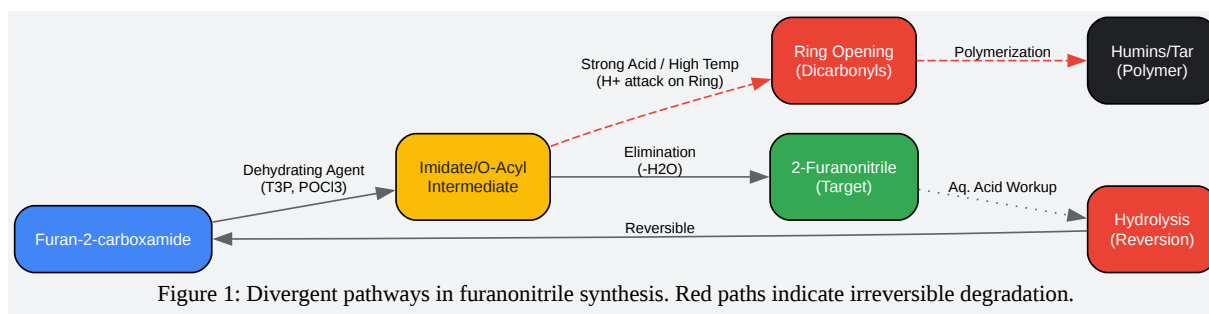 Ring Opening
(Dicarbonyls)
Polymerization
Humins/Tar
(Polymer)
Strong Acid / High Temp
(H+ attack on Ring)
Dehydrating Agent
(T3P, POCl3)
Imidate/O-Acyl
Intermediate
Elimination
(-H2O)
2-Furanonitrile
(Target)
Aq. Acid Workup
Hydrolysis
(Reversion)
Reversible
Furan-2-carboxamide
Figure 1: Divergent pathways in furanonitrile synthesis. Red paths indicate irreversible degradation.